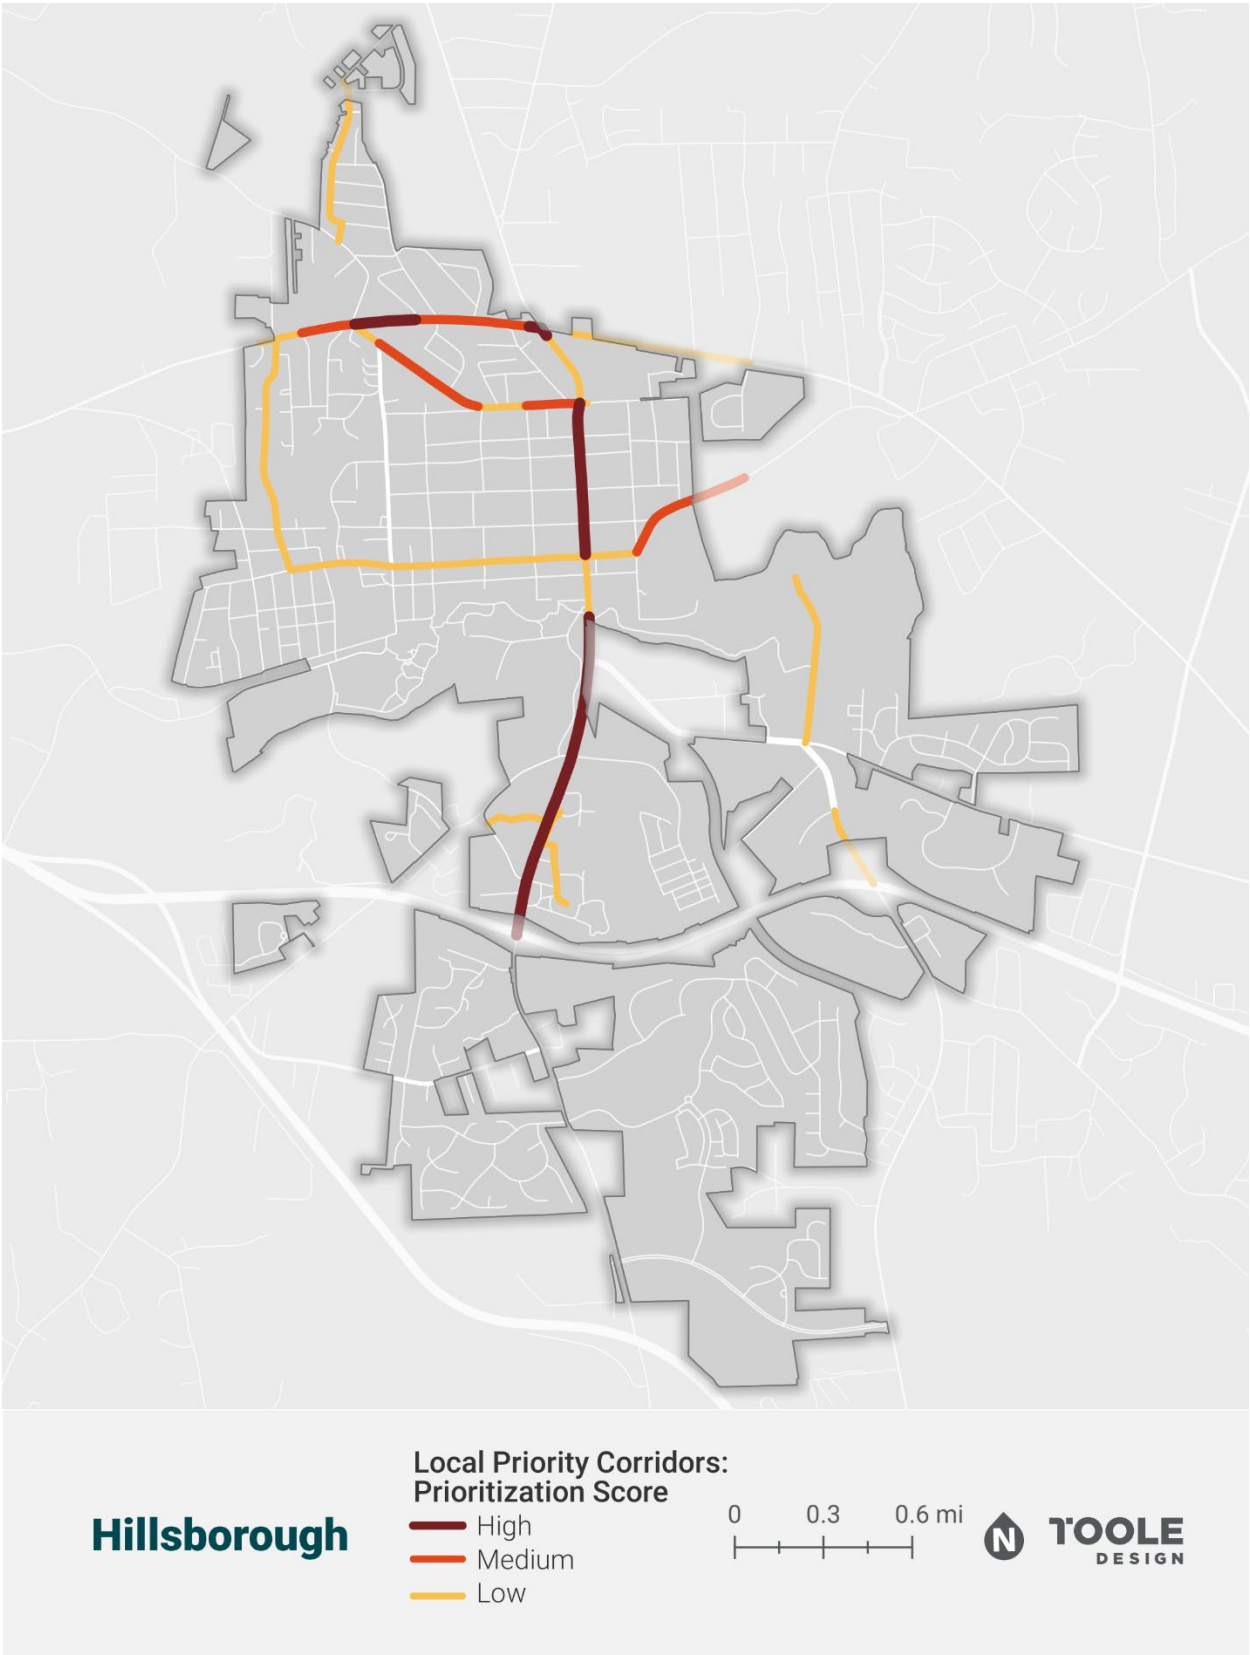 Hillsborough
Local Priority Corridors:
Prioritization Score
High
Medium
Low
0 0.3 0.6 mi
N
TOOLE
DESIGN